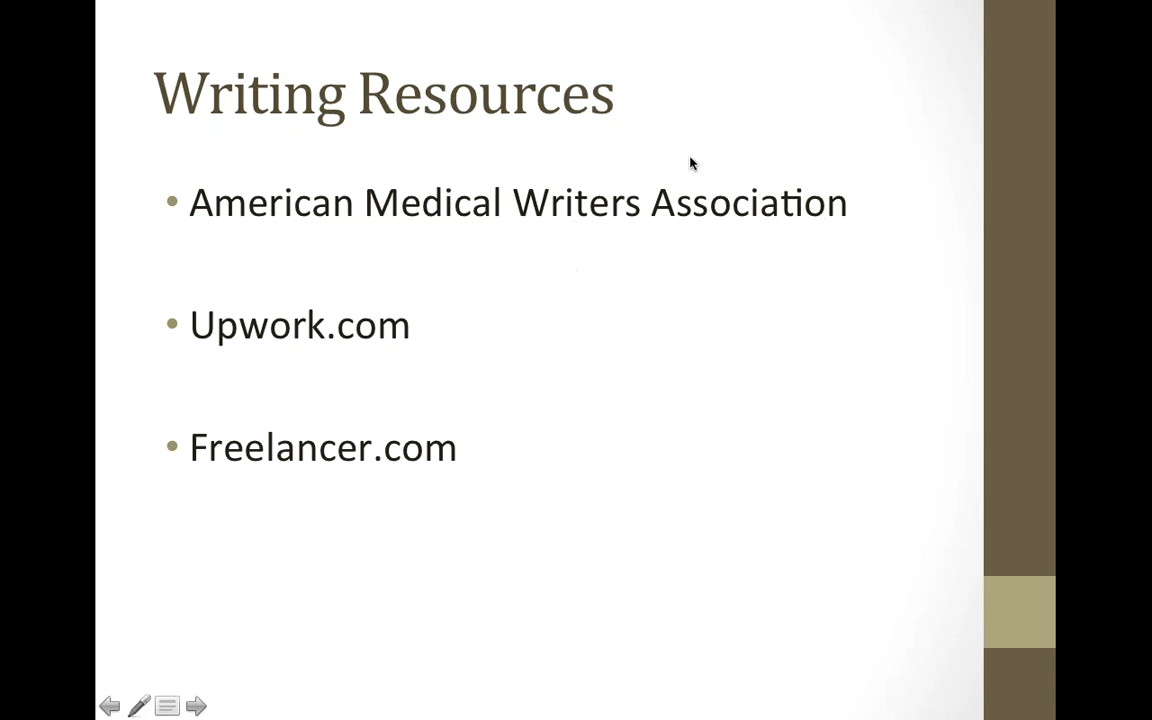 Writing Resources
• American Medical Writers Association
• Upwork.com
• Freelancer.com